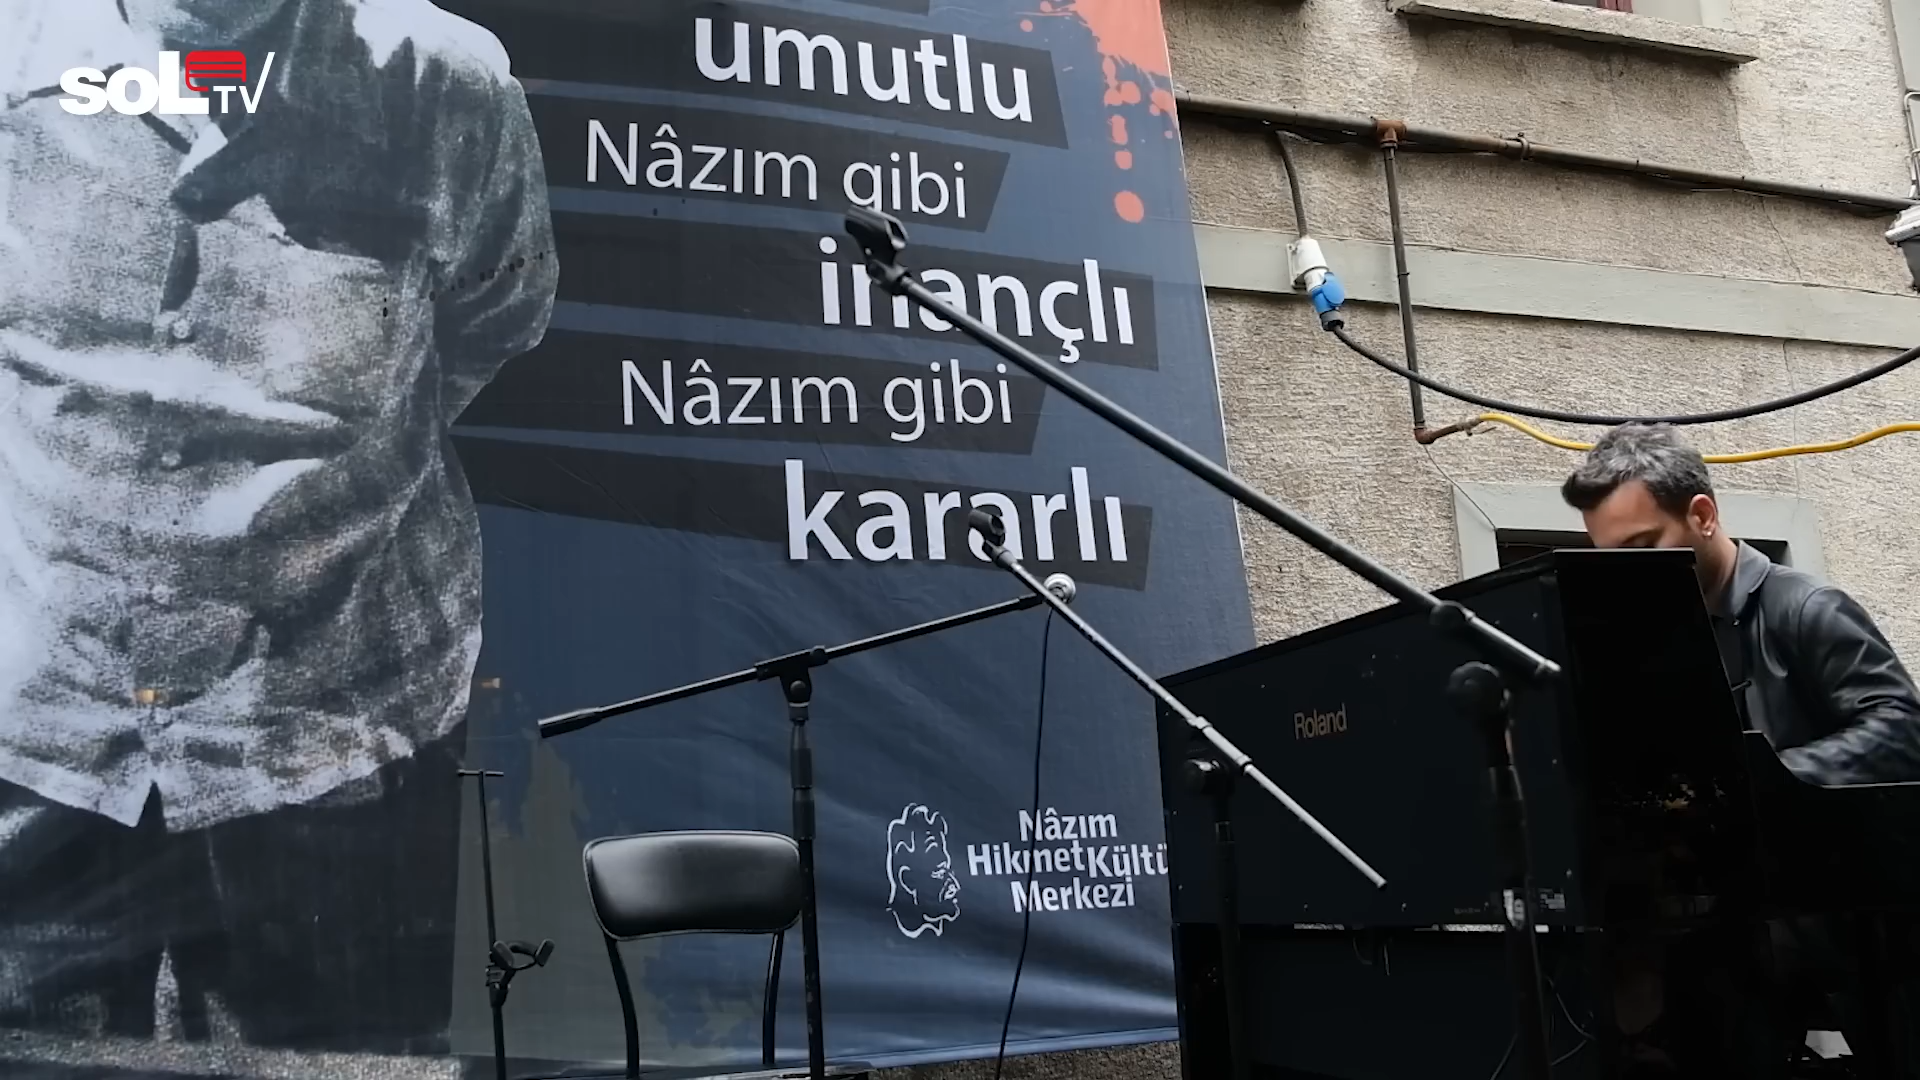 soL TV
umutlu
Nâzım gibi
inançlı
Nâzım gibi
kararlı
Roland
Nâzım
Hikmet Kültü
Merkezi